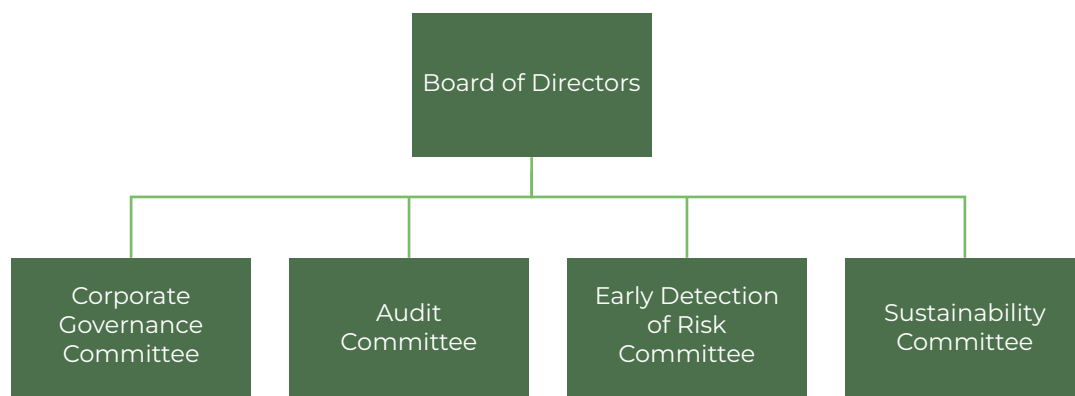 Board of Directors
Corporate
Governance
Committee
Audit
Committee
Early Detection
of Risk
Committee
Sustainability
Committee